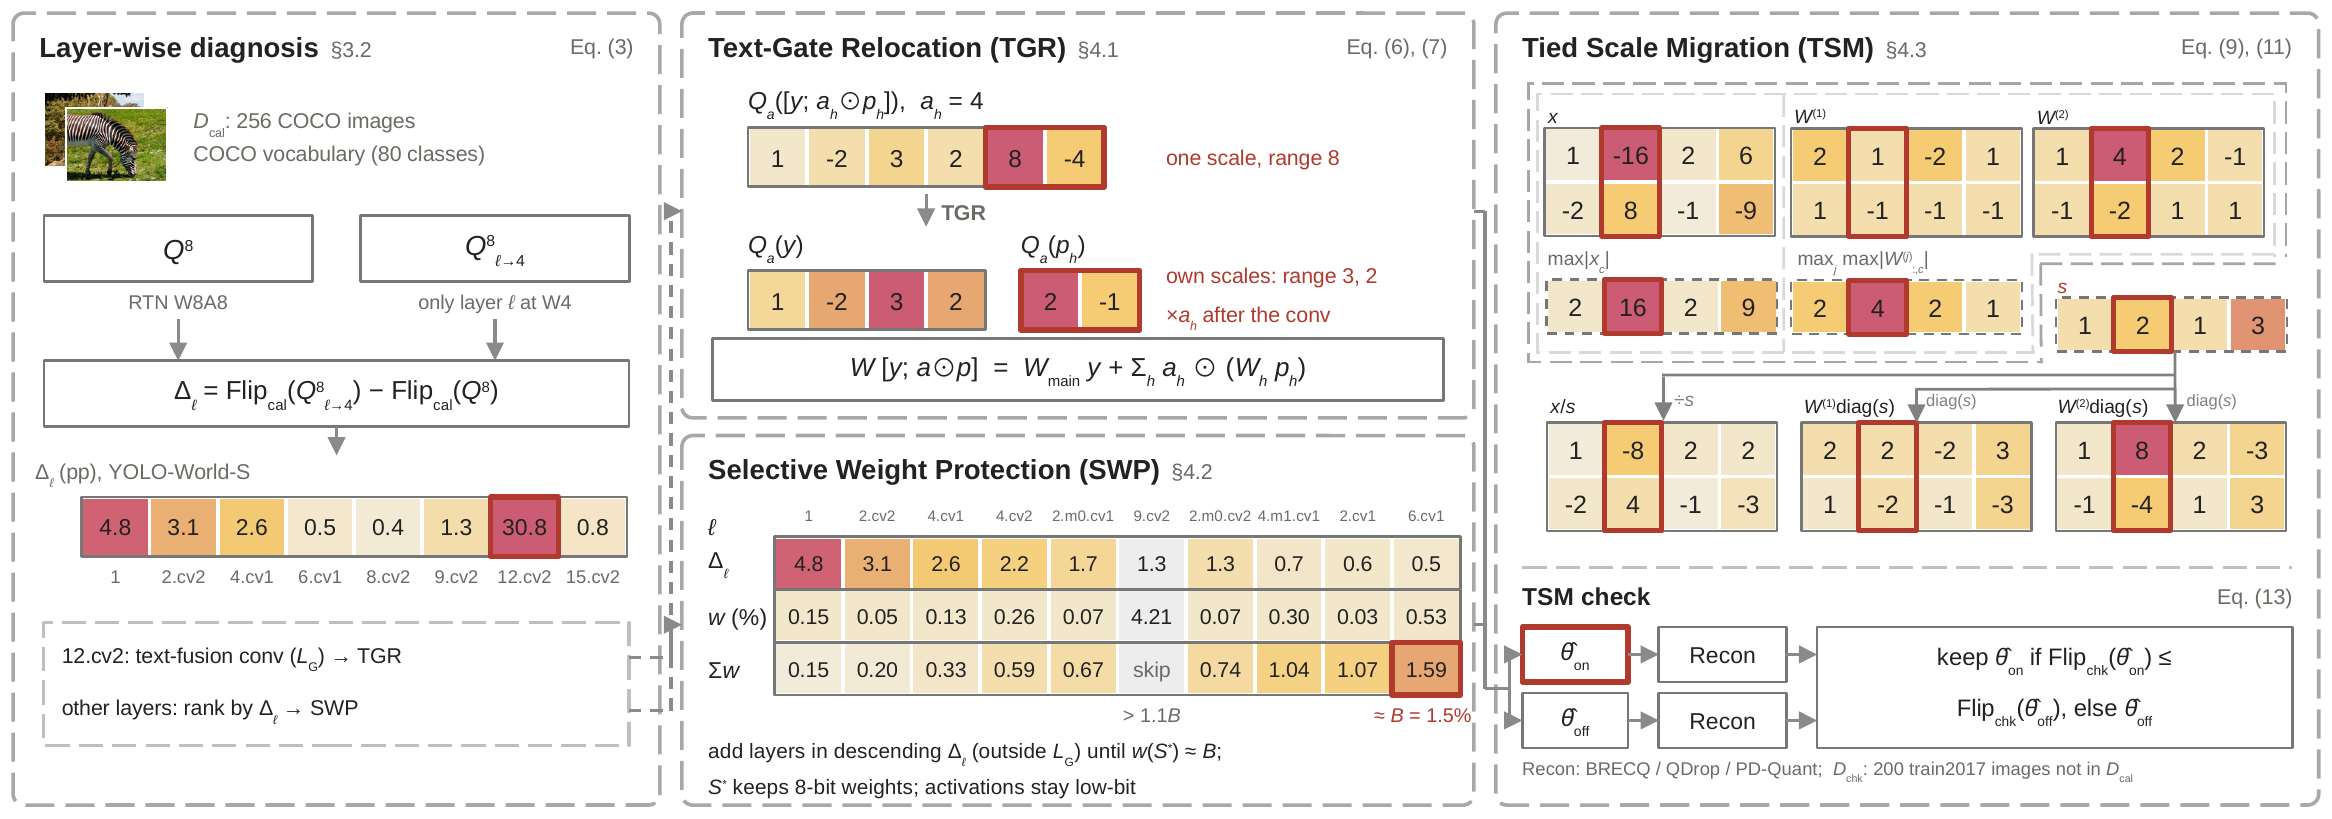 Layer-wise diagnosis §3.2 Eq. (3)
D_cal: 256 COCO images
COCO vocabulary (80 classes)
Q⁸ Q⁸_ℓ→4
RTN W8A8 only layer ℓ at W4
Δ_ℓ = Flip_cal(Q⁸_ℓ→4) − Flip_cal(Q⁸)
Δ_ℓ (pp), YOLO-World-S
4.8 3.1 2.6 0.5 0.4 1.3 30.8 0.8
1 2.cv2 4.cv1 6.cv1 8.cv2 9.cv2 12.cv2 15.cv2
12.cv2: text-fusion conv (L_G) → TGR
other layers: rank by Δ_ℓ → SWP
Text-Gate Relocation (TGR) §4.1 Eq. (6), (7)
Q_a([y; a_h⊙p_h]), a_h = 4
1 -2 3 2 8 -4
one scale, range 8
TGR
Q_a(y) Q_a(p_h)
1 -2 3 2 2 -1
own scales: range 3, 2
×a_h after the conv
W [y; a⊙p] = W_main y + Σ_h a_h ⊙ (W_h p_h)
Selective Weight Protection (SWP) §4.2
ℓ 1 2.cv2 4.cv1 4.cv2 2.m0.cv1 9.cv2 2.m0.cv2 4.m1.cv1 2.cv1 6.cv1
Δ_ℓ 4.8 3.1 2.6 2.2 1.7 1.3 1.3 0.7 0.6 0.5
w (%) 0.15 0.05 0.13 0.26 0.07 4.21 0.07 0.30 0.03 0.53
Σw 0.15 0.20 0.33 0.59 0.67 skip 0.74 1.04 1.07 1.59
> 1.1B ≈ B = 1.5%
add layers in descending Δ_ℓ (outside L_G) until w(S*) ≈ B;
S* keeps 8-bit weights; activations stay low-bit
Tied Scale Migration (TSM) §4.3 Eq. (9), (11)
x W⁽¹⁾ W⁽²⁾
1 -16 2 6 2 1 -2 1 1 4 2 -1
-2 8 -1 -9 1 -1 -1 -1 -1 -2 1 1
max|x_c| max_j max|W⁽ʲ⁾_:,c|
s
2 16 2 9 2 4 2 1 1 2 1 3
÷s diag(s) diag(s)
x/s W⁽¹⁾diag(s) W⁽²⁾diag(s)
1 -8 2 2 2 2 -2 3 1 8 2 -3
-2 4 -1 -3 1 -2 -1 -3 -1 -4 1 3
TSM check Eq. (13)
θ̂_on Recon
θ̂_off Recon
keep θ̂_on if Flip_chk(θ̂_on) ≤
Flip_chk(θ̂_off), else θ̂_off
Recon: BRECQ / QDrop / PD-Quant; D_chk: 200 train2017 images not in D_cal